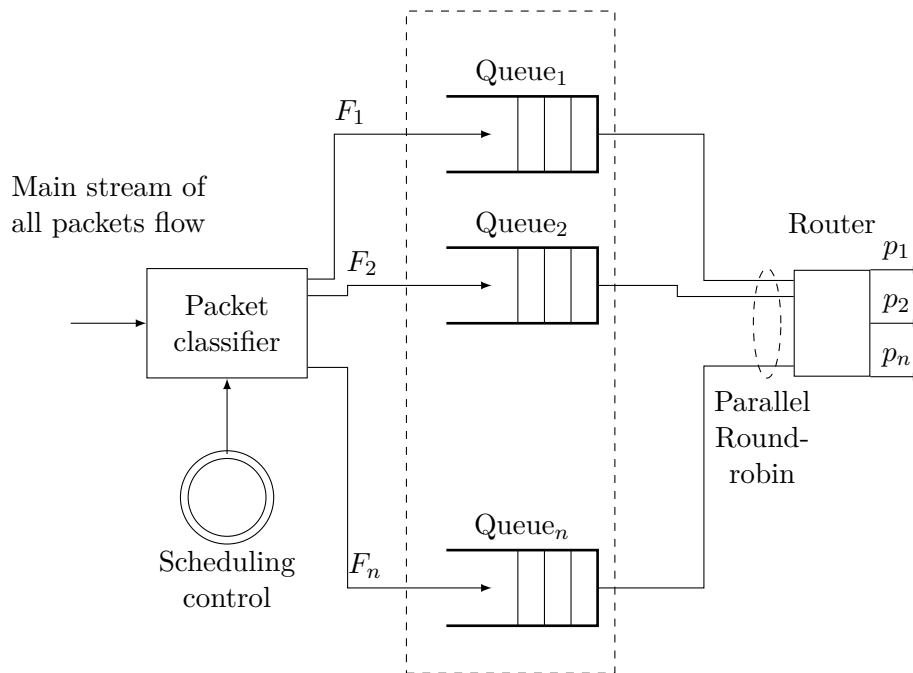 Queue₁
F₁
Main stream of
all packets flow
Queue₂
Router
p₁
F₂
Packet
classifier
p₂
pₙ
Parallel
Round-
robin
Queueₙ
Scheduling
control
Fₙ